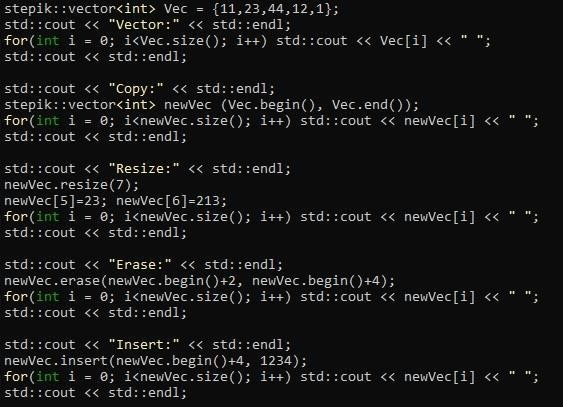 stepik::vector<int> Vec = {11,23,44,12,1};
std::cout << "Vector:" << std::endl;
for(int i = 0; i<Vec.size(); i++) std::cout << Vec[i] << " ";
std::cout << std::endl;

std::cout << "Copy:" << std::endl;
stepik::vector<int> newVec (Vec.begin(), Vec.end());
for(int i = 0; i<newVec.size(); i++) std::cout << newVec[i] << " ";
std::cout << std::endl;

std::cout << "Resize:" << std::endl;
newVec.resize(7);
newVec[5]=23; newVec[6]=213;
for(int i = 0; i<newVec.size(); i++) std::cout << newVec[i] << " ";
std::cout << std::endl;

std::cout << "Erase:" << std::endl;
newVec.erase(newVec.begin()+2, newVec.begin()+4);
for(int i = 0; i<newVec.size(); i++) std::cout << newVec[i] << " ";
std::cout << std::endl;

std::cout << "Insert:" << std::endl;
newVec.insert(newVec.begin()+4, 1234);
for(int i = 0; i<newVec.size(); i++) std::cout << newVec[i] << " ";
std::cout << std::endl;